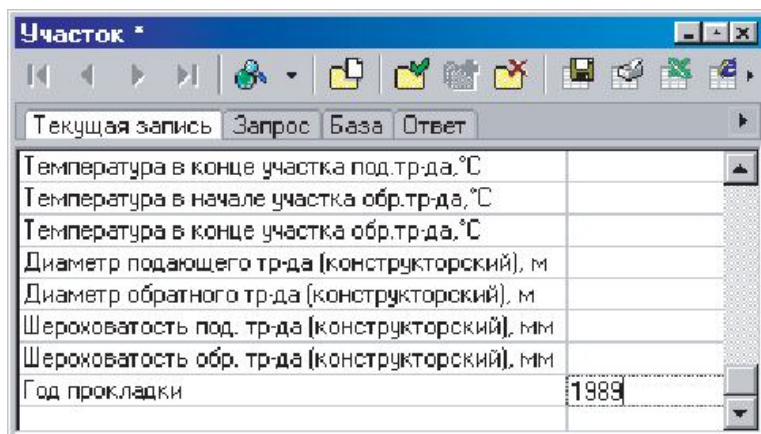 Участок *
Текущая запись Запрос База Ответ
Температура в конце участка под.тр-да,°C
Температура в начале участка обр.тр-да,°C
Температура в конце участка обр.тр-да,°C
Диаметр подающего тр-да (конструкторский), м
Диаметр обратного тр-да (конструкторский), м
Шероховатость под. тр-да (конструкторский), мм
Шероховатость обр. тр-да (конструкторский), мм
Год прокладки 1989